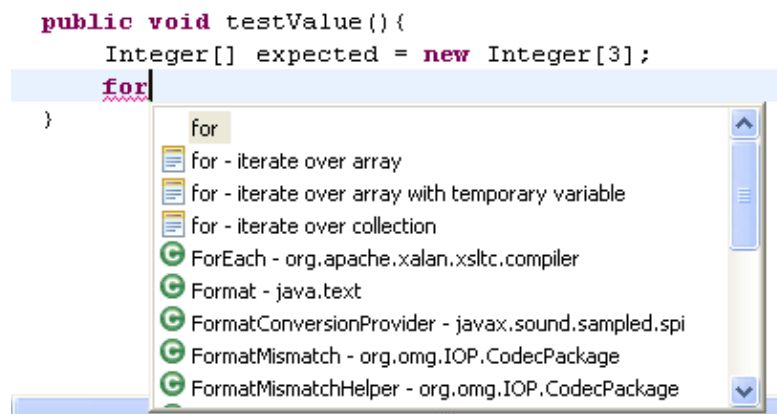 public void testValue(){
Integer[] expected = new Integer[3];
for
}
for
for - iterate over array
for - iterate over array with temporary variable
for - iterate over collection
ForEach - org.apache.xalan.xsltc.compiler
Format - java.text
FormatConversionProvider - javax.sound.sampled.spi
FormatMismatch - org.omg.IOP.CodecPackage
FormatMismatchHelper - org.omg.IOP.CodecPackage